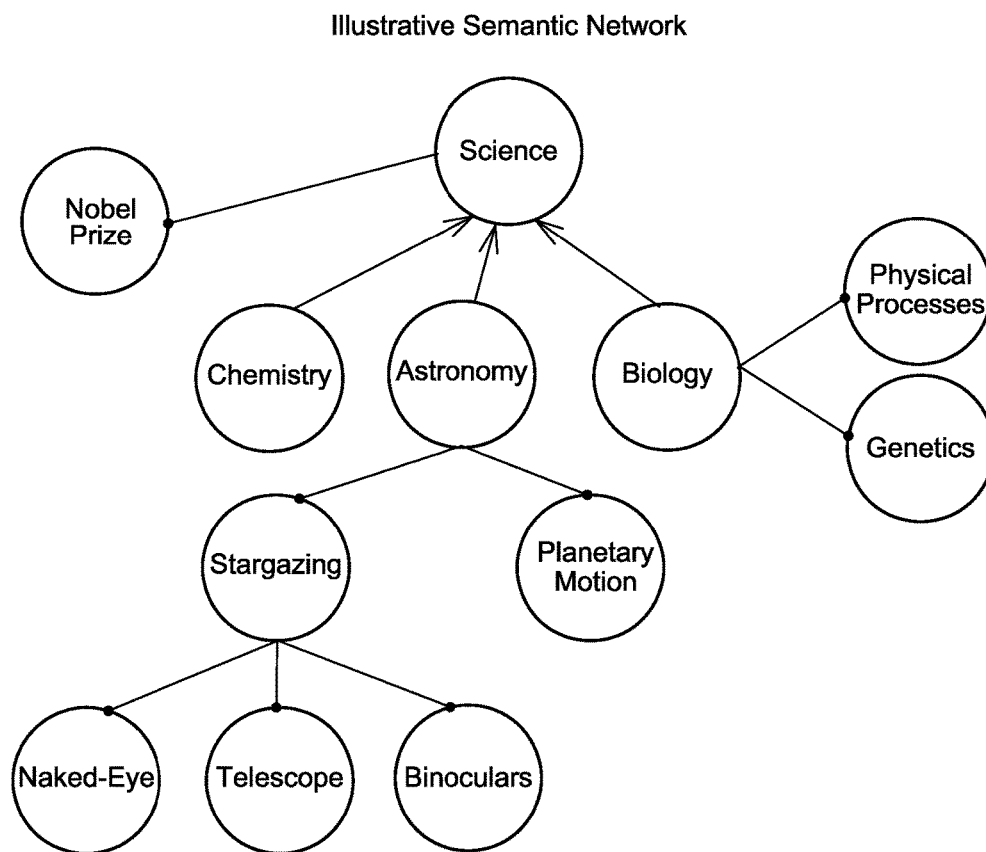 Illustrative Semantic Network
Science
Nobel
Prize
Physical
Processes
Chemistry
Astronomy
Biology
Genetics
Stargazing
Planetary
Motion
Naked-Eye
Telescope
Binoculars